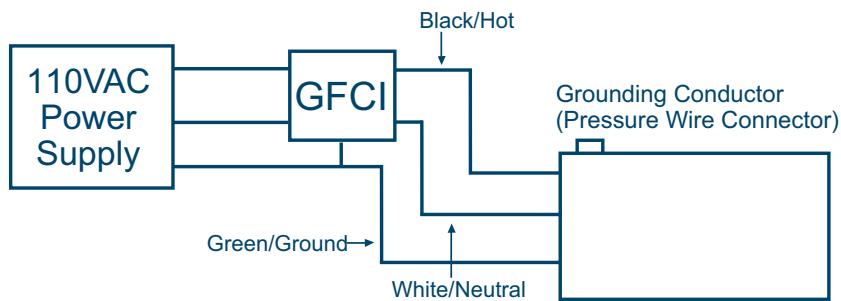 Black/Hot
110VAC
Power
Supply
GFCI
Grounding Conductor
(Pressure Wire Connector)
Green/Ground
White/Neutral